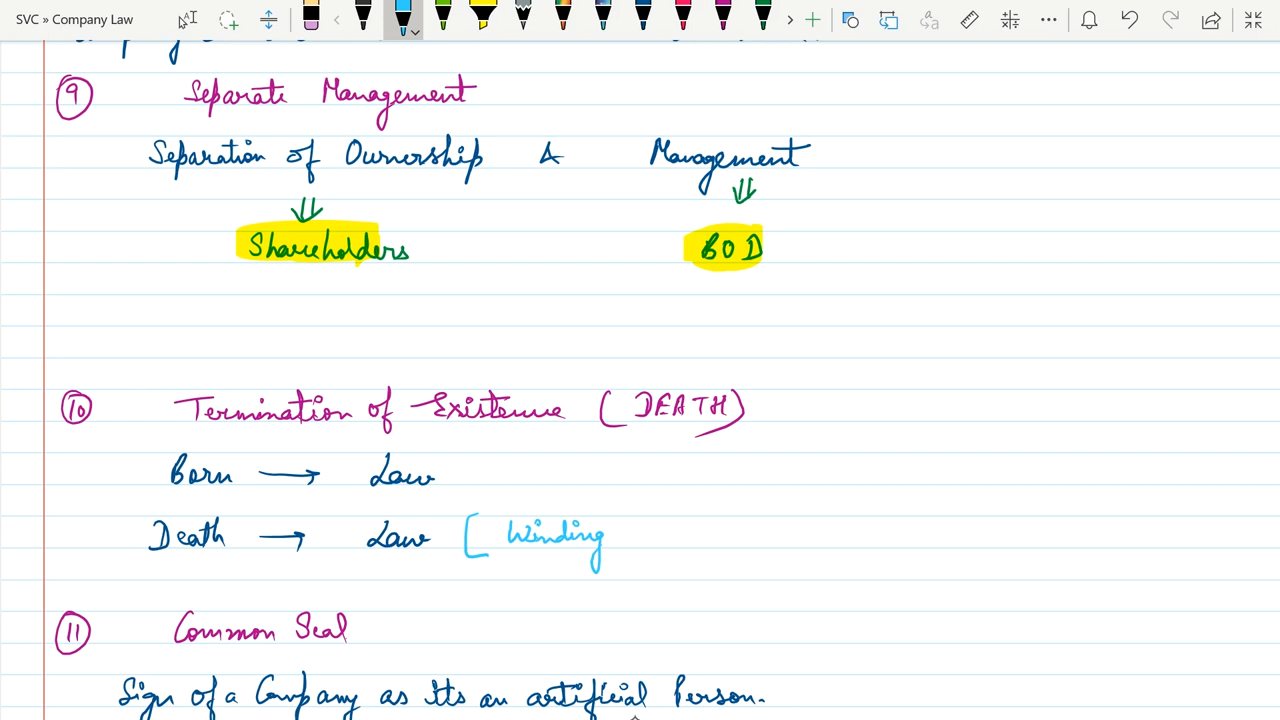 SVC » Company Law
9 Separate Management
Separation of Ownership & Management
Shareholders BOD
10 Termination of Existence (DEATH)
Born → Law
Death → Law [ Winding
11 Common Seal
Sign of a Company as Its an artificial Person.